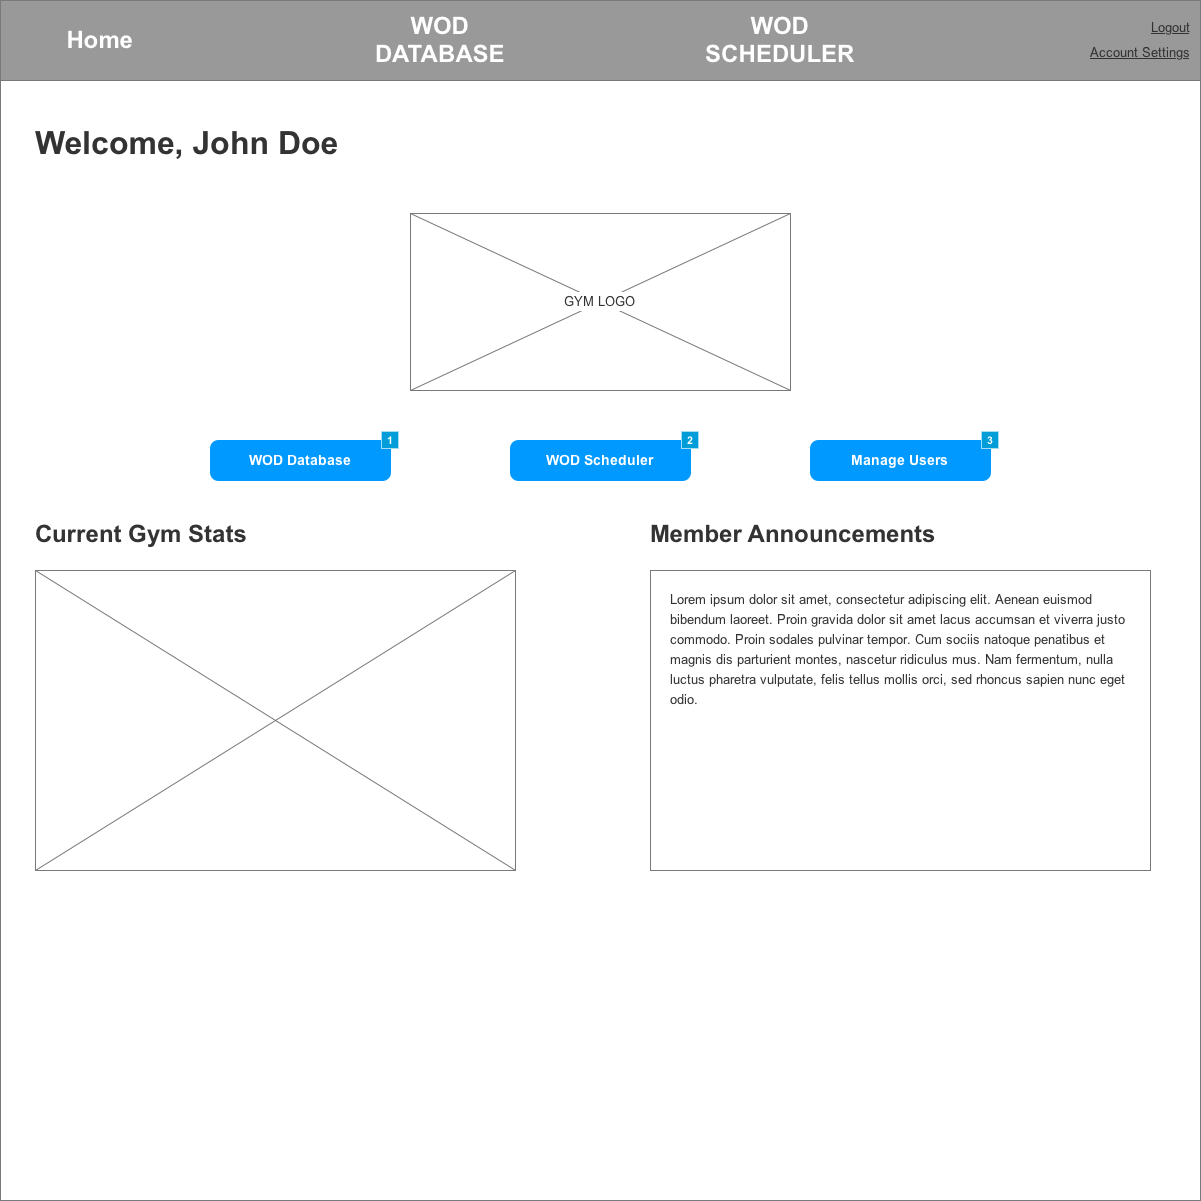 Home
WOD
DATABASE
WOD
SCHEDULER
Logout
Account Settings
Welcome, John Doe
GYM LOGO
WOD Database
1
WOD Scheduler
2
Manage Users
3
Current Gym Stats
Member Announcements
Lorem ipsum dolor sit amet, consectetur adipiscing elit. Aenean euismod
bibendum laoreet. Proin gravida dolor sit amet lacus accumsan et viverra justo
commodo. Proin sodales pulvinar tempor. Cum sociis natoque penatibus et
magnis dis parturient montes, nascetur ridiculus mus. Nam fermentum, nulla
luctus pharetra vulputate, felis tellus mollis orci, sed rhoncus sapien nunc eget
odio.